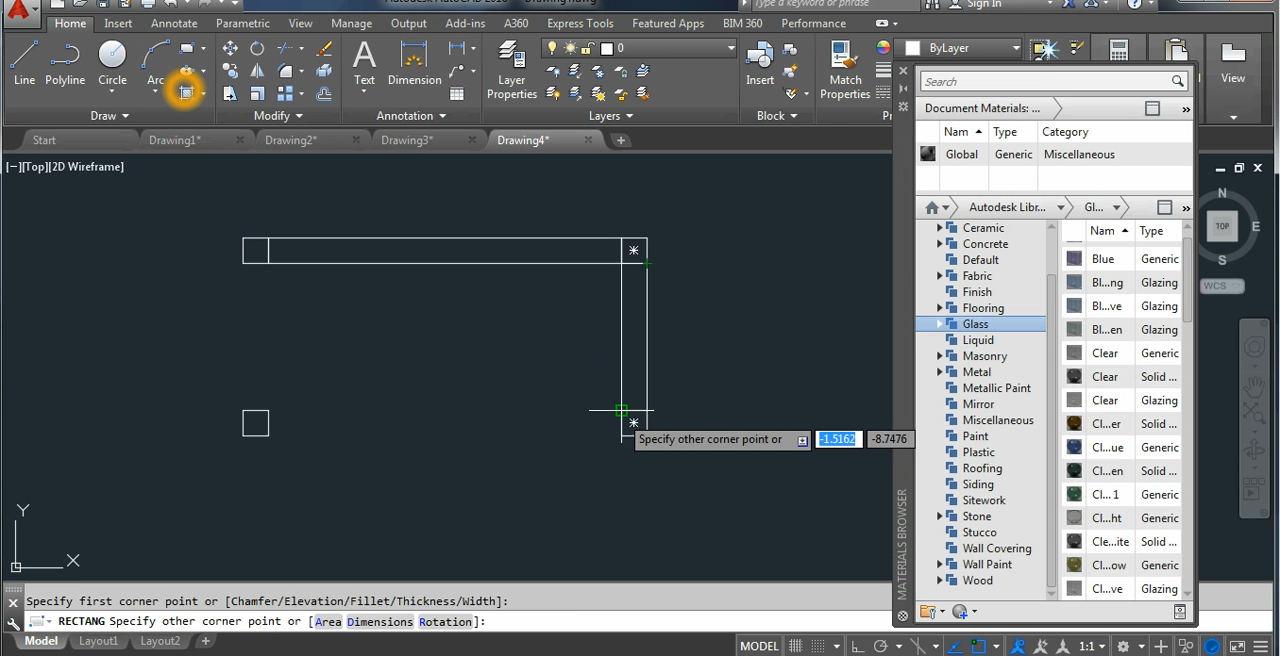 Autodesk AutoCAD 2016 Drawing4.dwg
Type a keyword or phrase
Sign In
Home Insert Annotate Parametric View Manage Output Add-ins A360 Express Tools Featured Apps BIM 360 Performance
Line Polyline Circle Arc
Text Dimension
Layer Properties
0
Insert
Match Properties
ByLayer
View
Draw Modify Annotation Layers Block
Start Drawing1* Drawing2* Drawing3* Drawing4*
[−][Top][2D Wireframe]
N
TOP
E
S
WCS
Search
Document Materials: ...
Nam Type Category
Global Generic Miscellaneous
Autodesk Libr... Gl...
Nam Type
Ceramic
Concrete
Default
Fabric
Finish
Flooring
Glass
Liquid
Masonry
Metal
Metallic Paint
Mirror
Miscellaneous
Paint
Plastic
Roofing
Siding
Sitework
Stone
Stucco
Wall Covering
Wall Paint
Wood
Blue Generic
Bl...ng Glazing
Bl...ve Glazing
Bl...en Glazing
Clear Generic
Clear Solid ...
Clear Glazing
Cl...er Solid ...
Cl...ue Generic
Cl...en Solid ...
Cl... 1 Generic
Cl...ht Generic
Cle...ite Solid ...
Cl...ow Generic
Cl...ve Glazing
MATERIALS BROWSER
Specify other corner point or -1.5162 -8.7476
Y
X
Specify first corner point or [Chamfer/Elevation/Fillet/Thickness/Width]:
RECTANG Specify other corner point or [Area Dimensions Rotation]:
Model Layout1 Layout2 +
MODEL 1:1